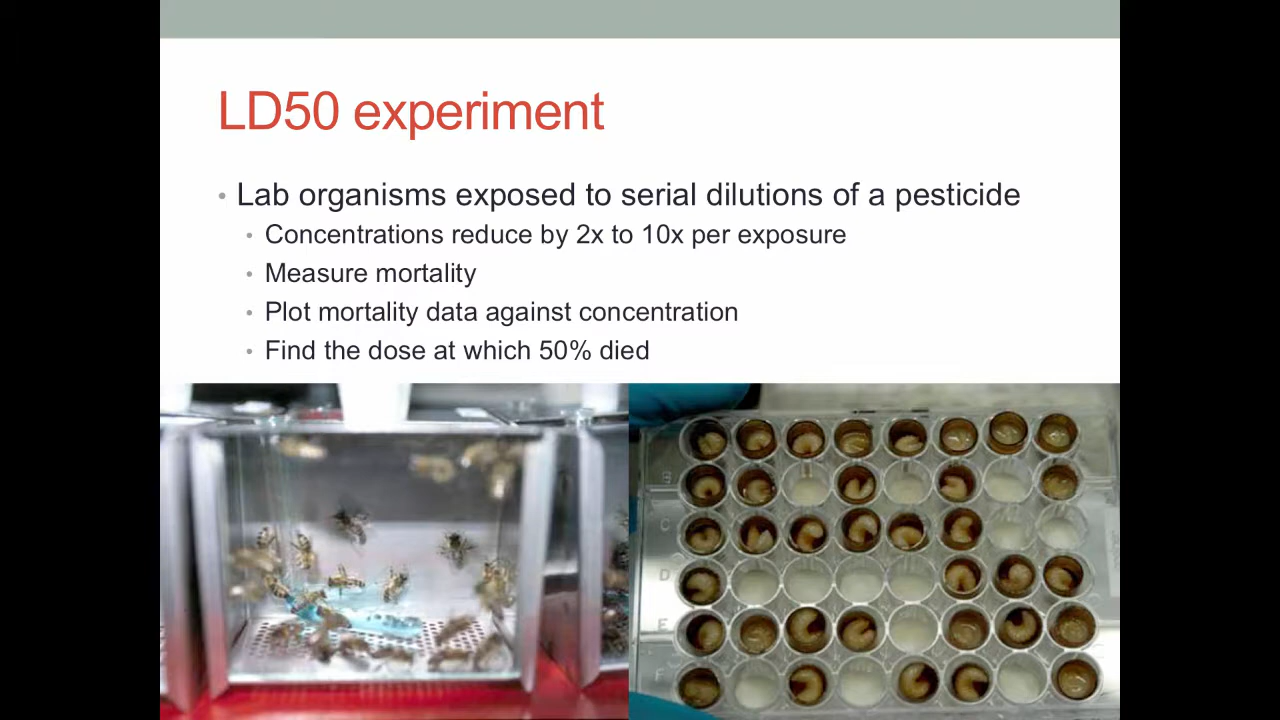 LD50 experiment
• Lab organisms exposed to serial dilutions of a pesticide
• Concentrations reduce by 2x to 10x per exposure
• Measure mortality
• Plot mortality data against concentration
• Find the dose at which 50% died
C
D
E
F